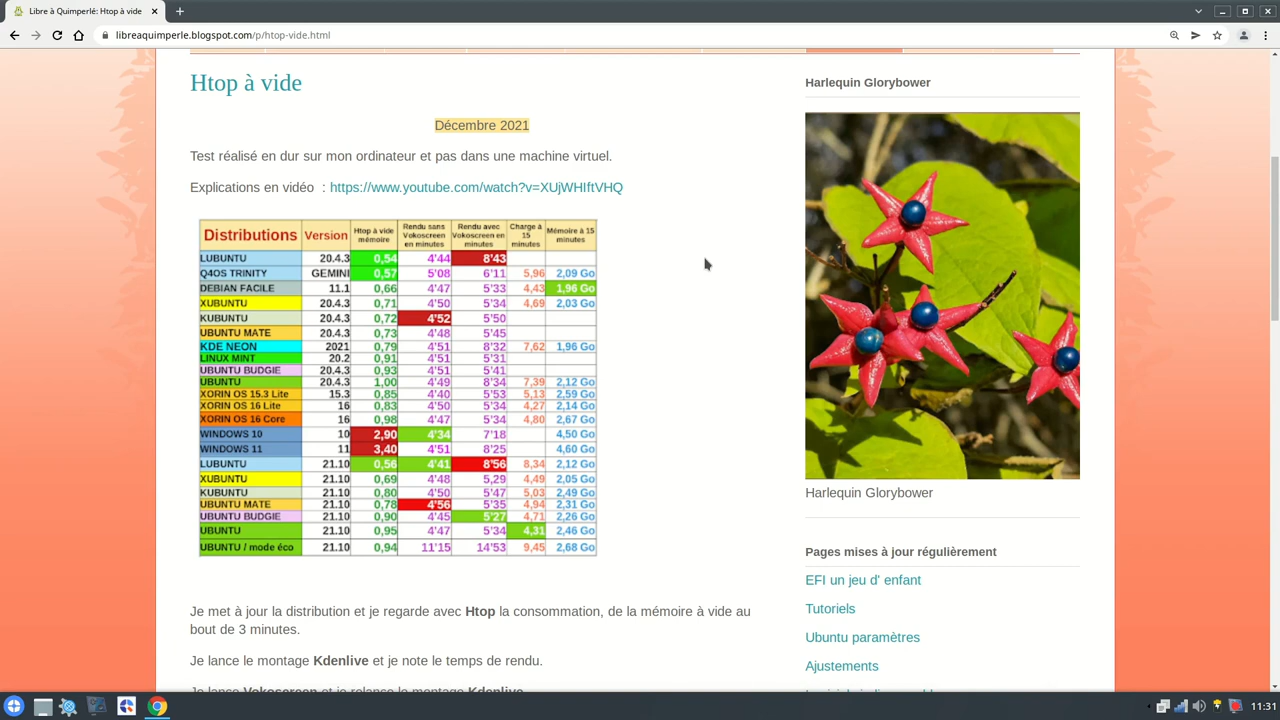 Libre à Quimperlé: Htop à vide
libreaquimperle.blogspot.com/p/htop-vide.html
Htop à vide
Décembre 2021
Test réalisé en dur sur mon ordinateur et pas dans une machine virtuel.
Explications en vidéo : https://www.youtube.com/watch?v=XUjWHIftVHQ
Distributions Version Htop à vide mémoire Rendu sans Vokoscreen en minutes Rendu avec Vokoscreen en minutes Charge à 15 minutes Mémoire à 15 minutes
LUBUNTU 20.4.3 0,54 4'44 8'43
Q4OS TRINITY GEMINI 0,57 5'08 6'11 5,96 2,09 Go
DEBIAN FACILE 11.1 0,66 4'47 5'33 4,43 1,96 Go
XUBUNTU 20.4.3 0,71 4'50 5'34 4,69 2,03 Go
KUBUNTU 20.4.3 0,72 4'52 5'50
UBUNTU MATE 20.4.3 0,73 4'48 5'45
KDE NEON 2021 0,79 4'51 8'32 7,62 1,96 Go
LINUX MINT 20.2 0,91 4'51 5'31
UBUNTU BUDGIE 20.4.3 0,93 4'51 5'41
UBUNTU 20.4.3 1,00 4'49 8'34 7,39 2,12 Go
XORIN OS 15.3 Lite 15.3 0,85 4'40 5'53 5,13 2,59 Go
XORIN OS 16 Lite 16 0,83 4'50 5'34 4,27 2,14 Go
XORIN OS 16 Core 16 0,98 4'47 5'34 4,80 2,67 Go
WINDOWS 10 10 2,90 4'34 7'18 4,50 Go
WINDOWS 11 11 3,40 4'51 8'25 4,60 Go
LUBUNTU 21.10 0,56 4'41 8'56 8,34 2,12 Go
XUBUNTU 21.10 0,69 4'48 5,29 4,49 2,05 Go
KUBUNTU 21.10 0,80 4'50 5'47 5,03 2,49 Go
UBUNTU MATE 21.10 0,78 4'56 5'35 4,94 2,31 Go
UBUNTU BUDGIE 21.10 0,90 4'45 5'27 4,71 2,26 Go
UBUNTU 21.10 0,95 4'47 5'34 4,31 2,46 Go
UBUNTU / mode éco 21.10 0,94 11'15 14'53 9,45 2,68 Go
Je met à jour la distribution et je regarde avec Htop la consommation, de la mémoire à vide au
bout de 3 minutes.
Je lance le montage Kdenlive et je note le temps de rendu.
Je lance Vokoscreen et je relance le montage Kdenlive
Harlequin Glorybower
Harlequin Glorybower
Pages mises à jour régulièrement
EFI un jeu d' enfant
Tutoriels
Ubuntu paramètres
Ajustements
11:31